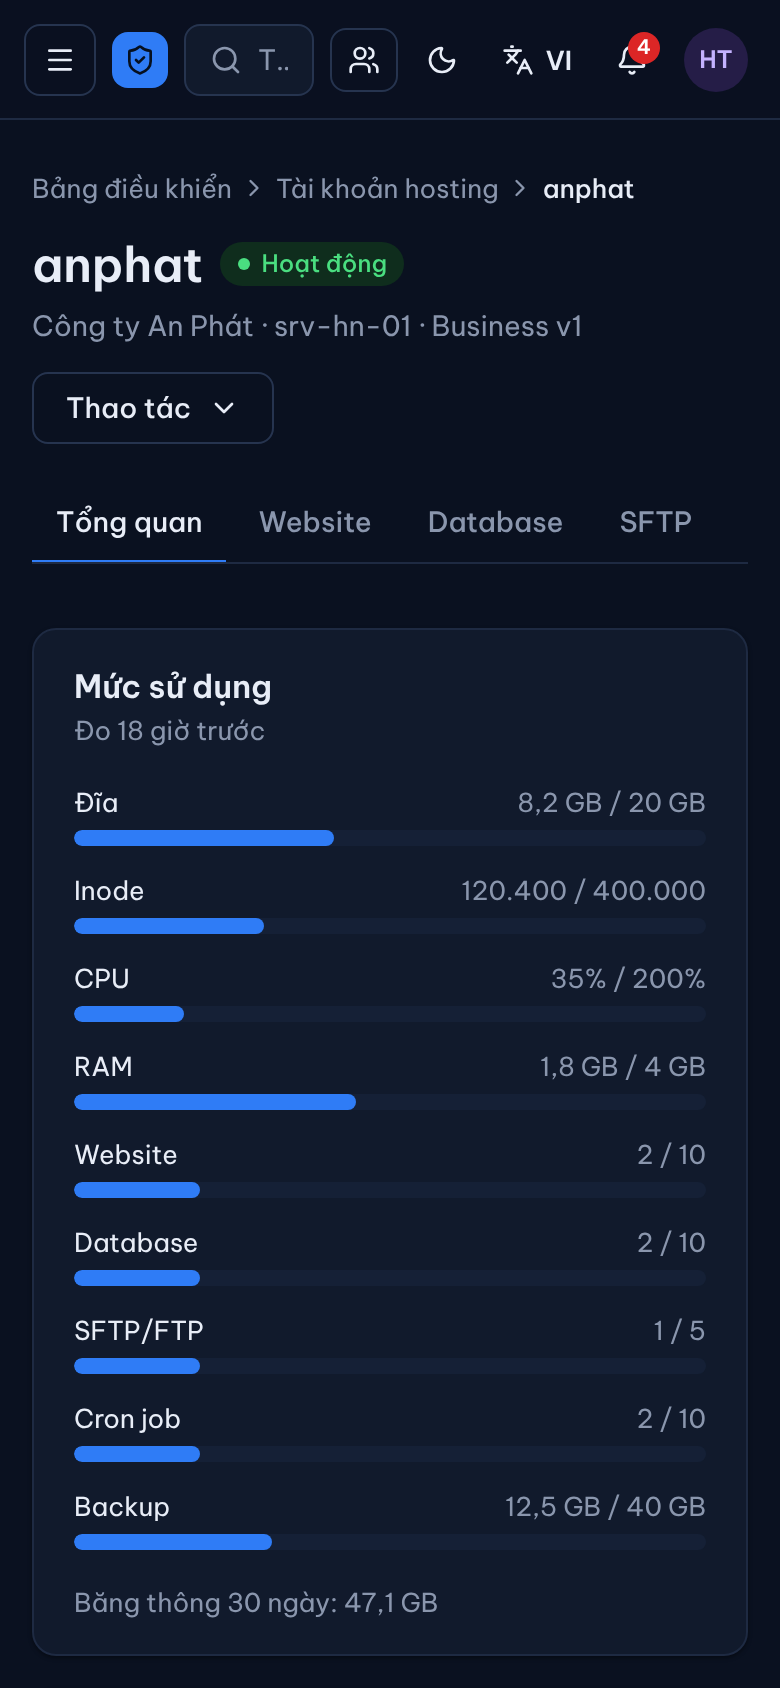 T..
VI
4
HT
Bảng điều khiển > Tài khoản hosting > anphat
anphat
Hoạt động
Công ty An Phát · srv-hn-01 · Business v1
Thao tác
Tổng quan Website Database SFTP
Mức sử dụng
Đo 18 giờ trước
Đĩa 8,2 GB / 20 GB
Inode 120.400 / 400.000
CPU 35% / 200%
RAM 1,8 GB / 4 GB
Website 2 / 10
Database 2 / 10
SFTP/FTP 1 / 5
Cron job 2 / 10
Backup 12,5 GB / 40 GB
Băng thông 30 ngày: 47,1 GB